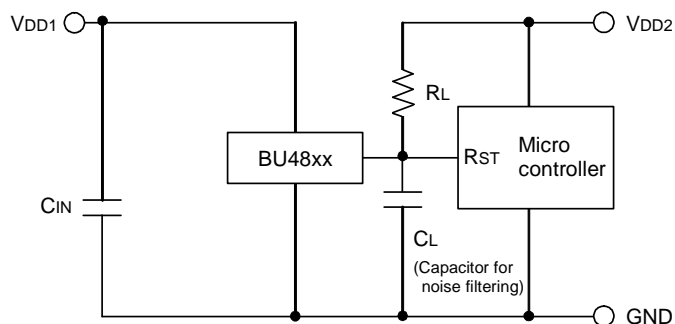 VDD1
VDD2
RL
BU48xx
RST
Micro
controller
CIN
CL
(Capacitor for
noise filtering)
GND